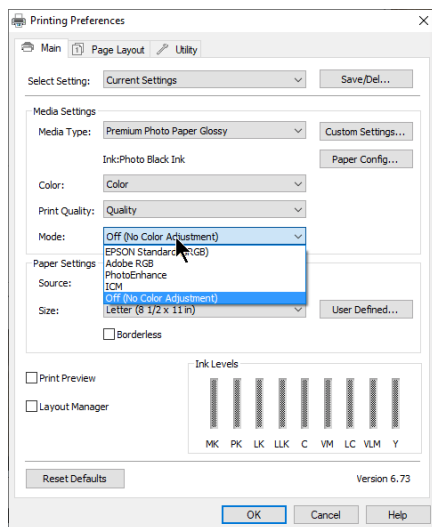 Printing Preferences
Main Page Layout Utility
Select Setting: Current Settings Save/Del...
Media Settings
Media Type: Premium Photo Paper Glossy Custom Settings...
Ink:Photo Black Ink Paper Config...
Color: Color
Print Quality: Quality
Mode: Off (No Color Adjustment)
EPSON Standard RGB)
Adobe RGB
PhotoEnhance
ICM
Off (No Color Adjustment)
Paper Settings
Source:
Size: Letter (8 1/2 x 11 in) User Defined...
Borderless
Print Preview
Layout Manager
Ink Levels
MK PK LK LLK C VM LC VLM Y
Reset Defaults Version 6.73
OK Cancel Help